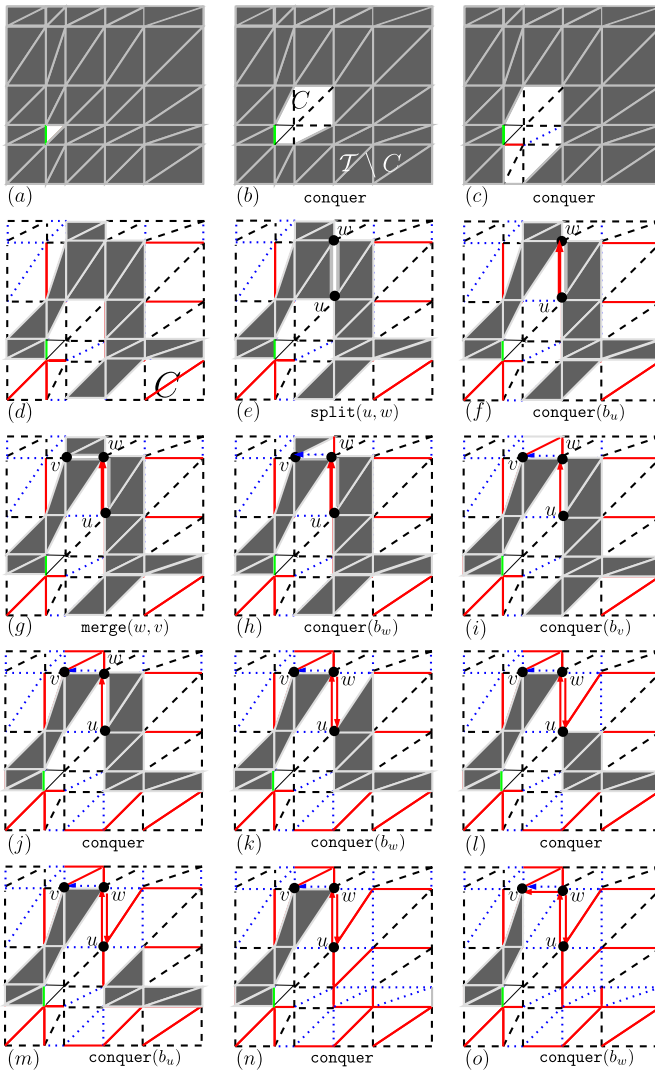 C
𝒯 \ C
(a) (b) conquer (c) conquer
w w
u u
C
(d) (e) split(u, w) (f) conquer(b_u)
v w v w v w
u u u
(g) merge(w, v) (h) conquer(b_w) (i) conquer(b_v)
v w v w v w
u u u
(j) conquer (k) conquer(b_w) (l) conquer
v w v w v w
u u u
(m) conquer(b_u) (n) conquer (o) conquer(b_w)